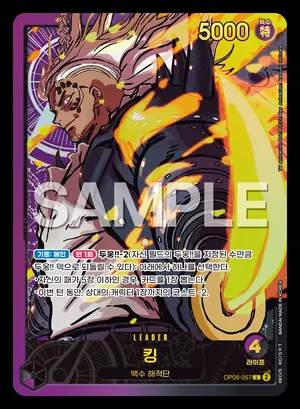 5000
특수
特
SAMPLE
기동: 메인 턴 1회 두웅!!-2(자신 필드의 두웅!!을 지정된 수만큼
두웅!! 덱으로 되돌릴 수 있다): 아래에서 하나를 선택한다.
·자신의 패가 5장 이하인 경우, 카드를 1장 뽑는다.
·이번 턴 동안, 상대의 캐릭터 1장까지의 코스트 -2.
LEADER
킹
백수 해적단
4
라이프
OP08-057 L 2